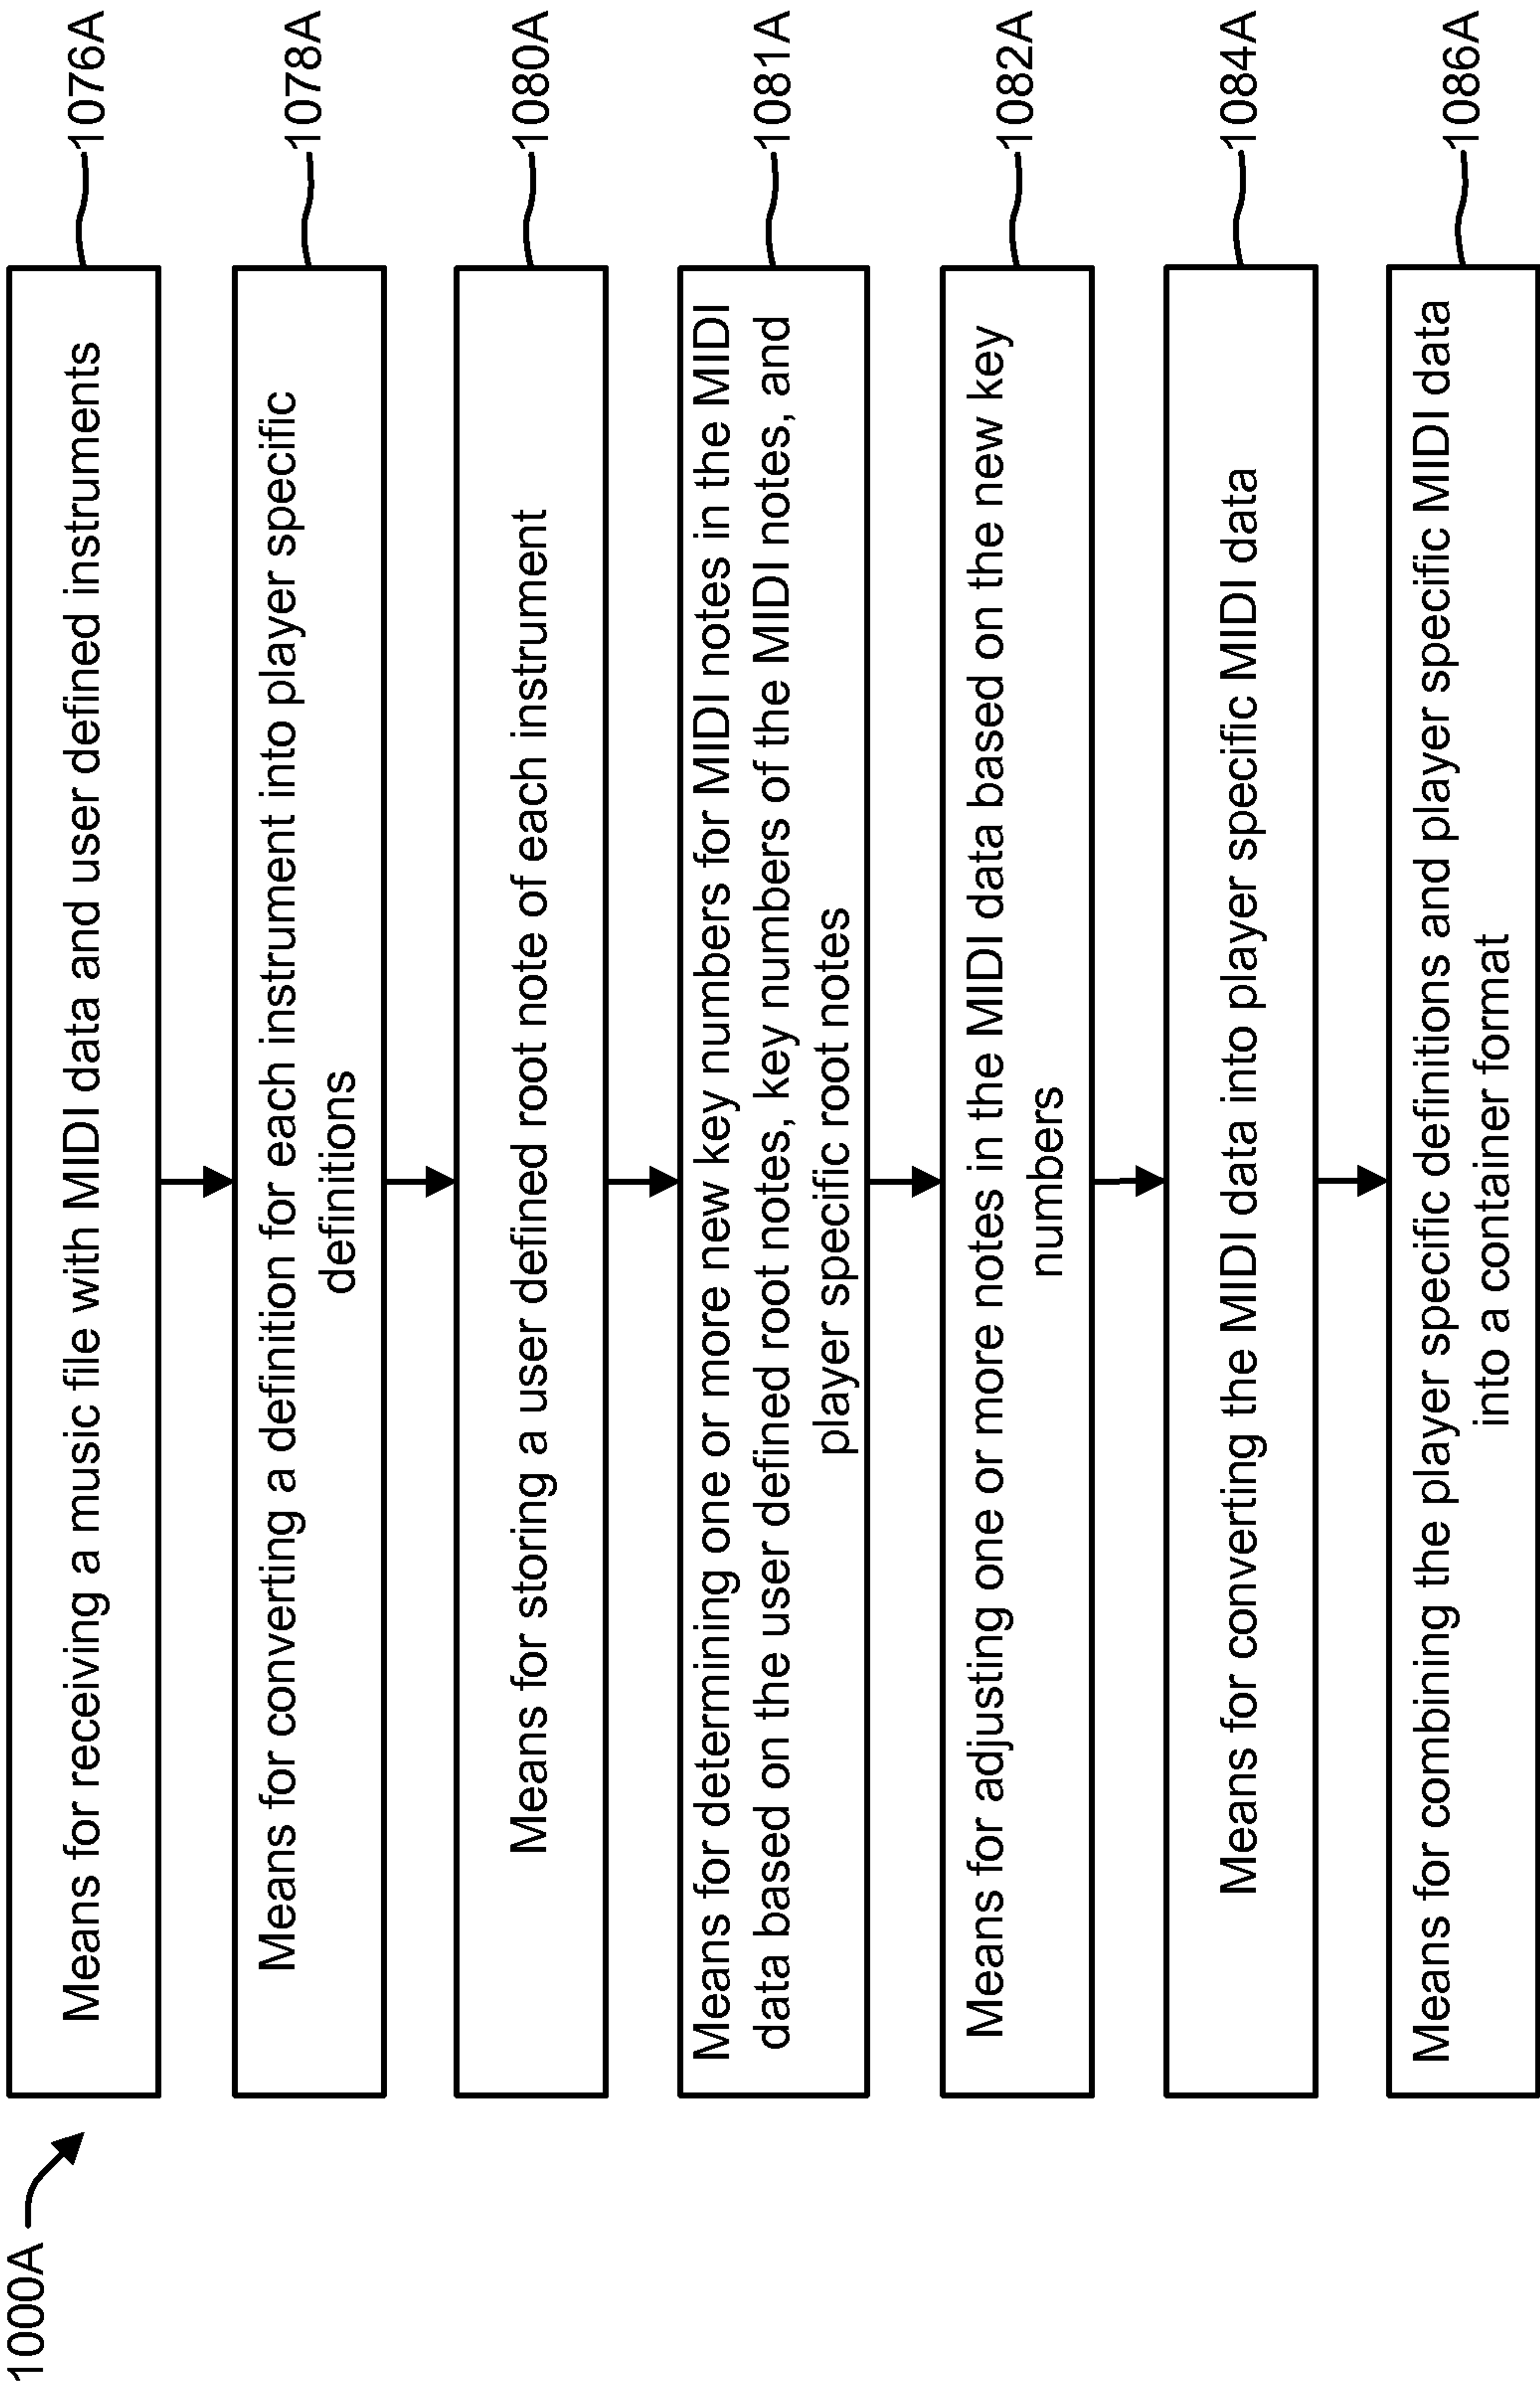 1000A
Means for receiving a music file with MIDI data and user defined instruments
1076A
Means for converting a definition for each instrument into player specific
definitions
1078A
Means for storing a user defined root note of each instrument
1080A
Means for determining one or more new key numbers for MIDI notes in the MIDI
data based on the user defined root notes, key numbers of the MIDI notes, and
player specific root notes
1081A
Means for adjusting one or more notes in the MIDI data based on the new key
numbers
1082A
Means for converting the MIDI data into player specific MIDI data
1084A
Means for combining the player specific definitions and player specific MIDI data
into a container format
1086A